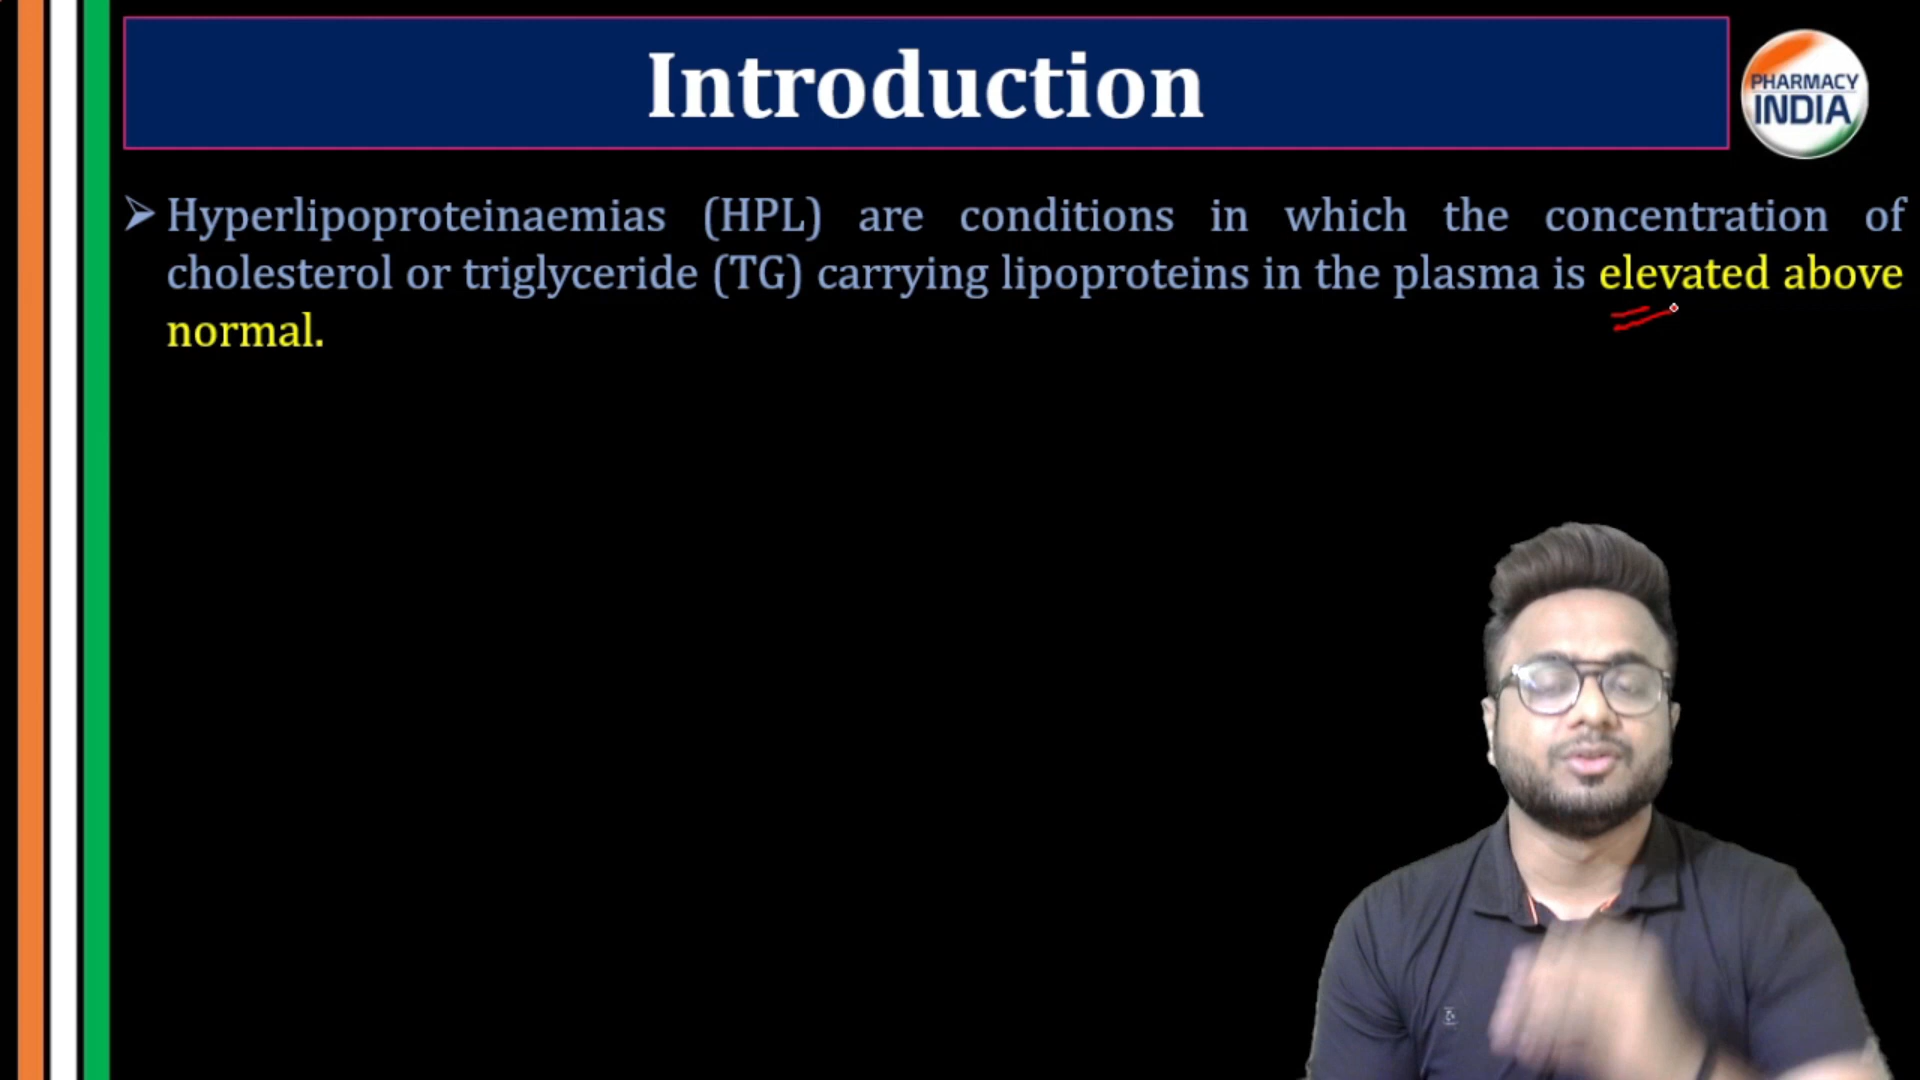 Introduction
PHARMACY
INDIA
Hyperlipoproteinaemias (HPL) are conditions in which the concentration of
cholesterol or triglyceride (TG) carrying lipoproteins in the plasma is elevated above
normal.